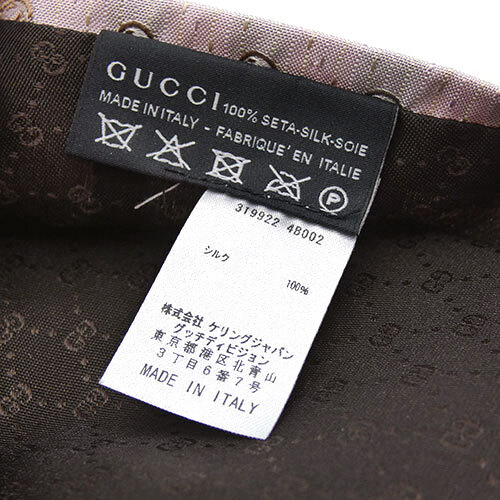 GUCCI 100% SETA-SILK-SOIE
MADE IN ITALY - FABRIQUE' EN ITALIE
P
319922 4B002
シルク 100%
株式会社 ケリングジャパン
グッチディビジョン
東京都港区北青山
3丁目6番7号
MADE IN ITALY